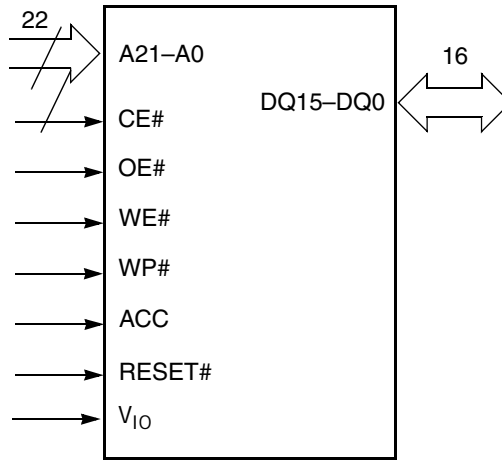 22
A21–A0
16
DQ15–DQ0
CE#
OE#
WE#
WP#
ACC
RESET#
V_IO